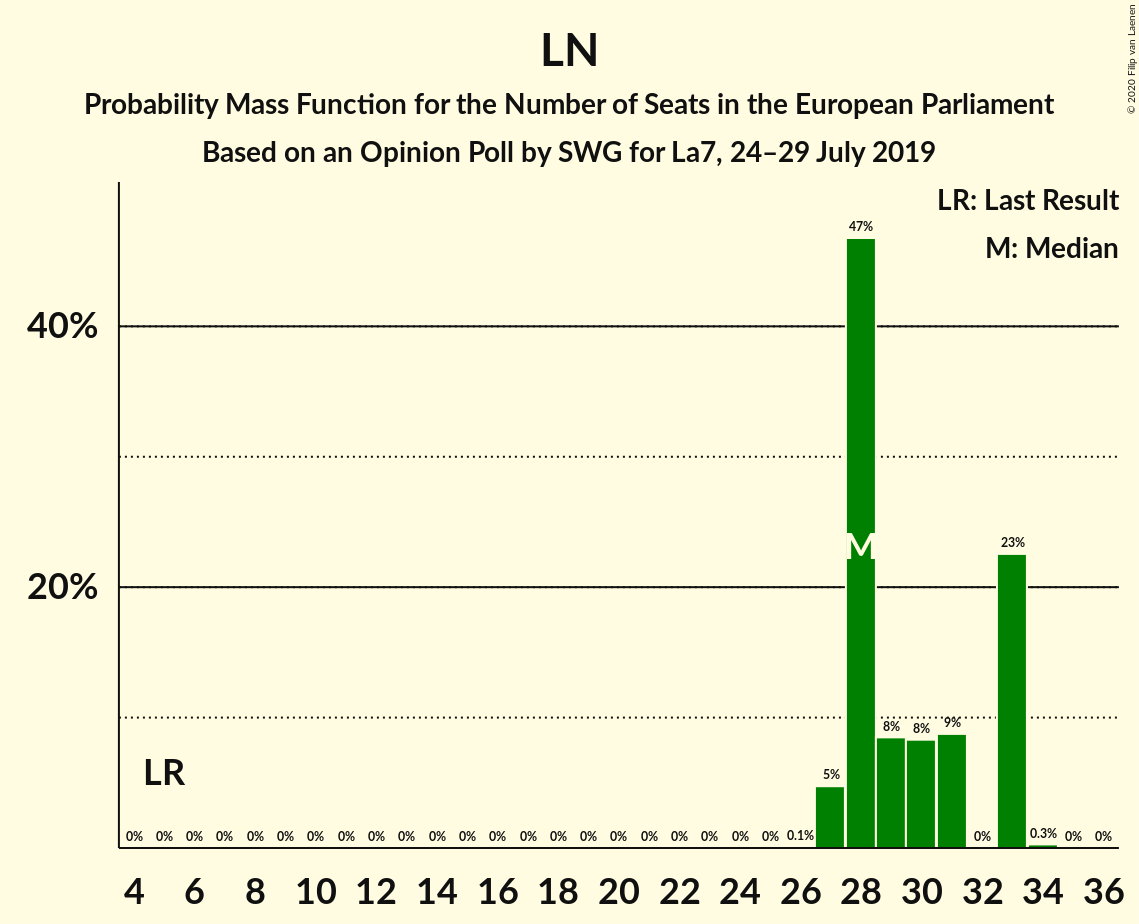 LN
Probability Mass Function for the Number of Seats in the European Parliament
Based on an Opinion Poll by SWG for La7, 24–29 July 2019
© 2020 Filip van Laenen
LR: Last Result
M: Median
40%
20%
47%
M
23%
8% 8% 9%
5%
LR
0% 0% 0% 0% 0% 0% 0% 0% 0% 0% 0% 0% 0% 0% 0% 0% 0% 0% 0% 0% 0% 0% 0.1% 0% 0.3% 0% 0%
4 6 8 10 12 14 16 18 20 22 24 26 28 30 32 34 36